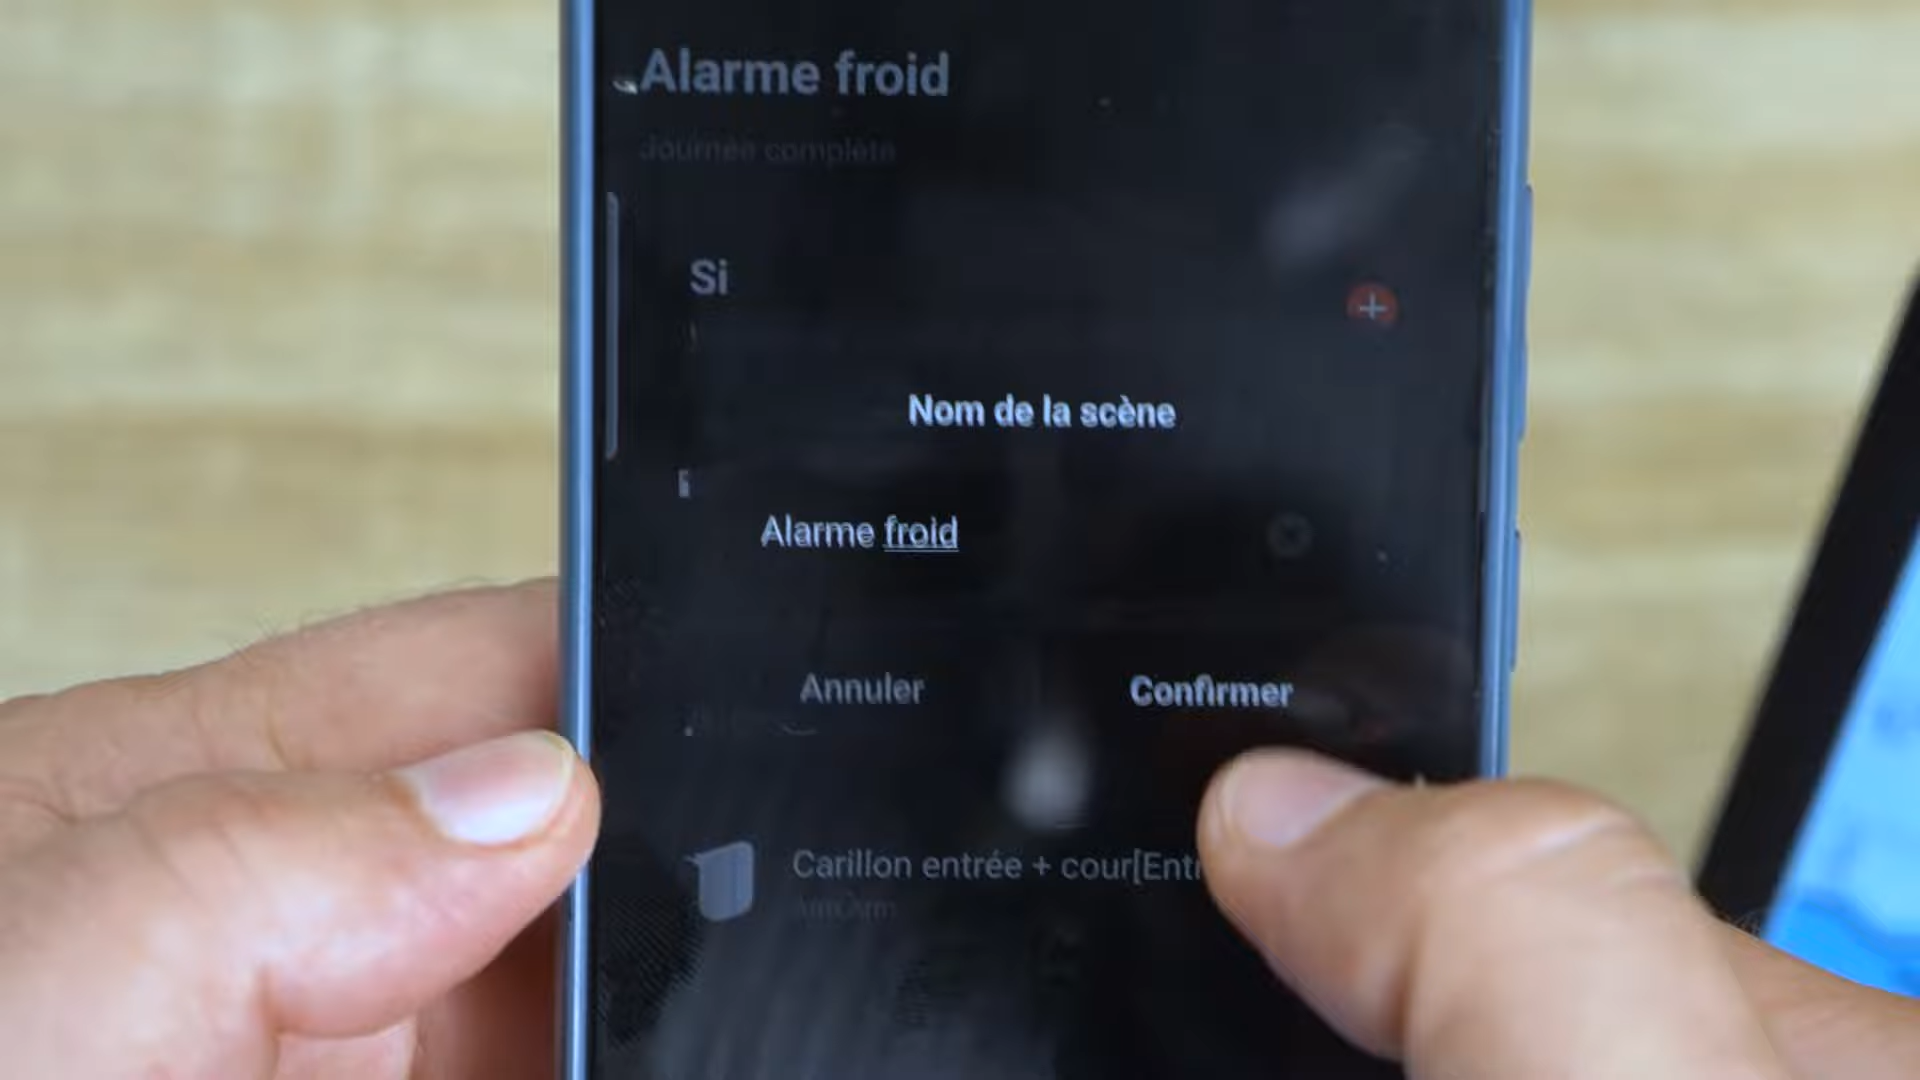 Alarme froid
Journée complète
Si
Nom de la scène
Alarme froid
Annuler
Confirmer
Carillon entrée + cour[Entr